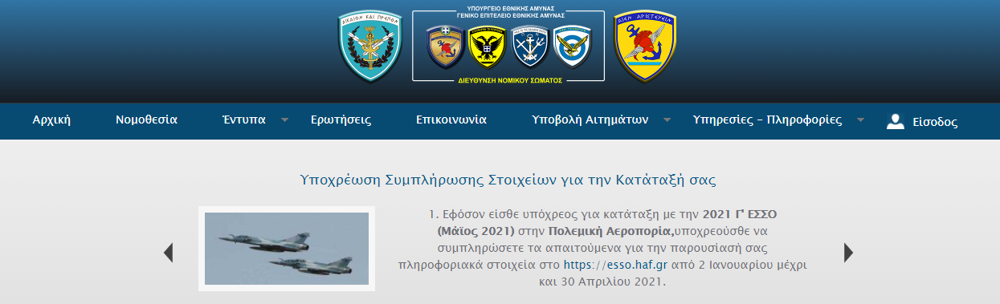 ΥΠΟΥΡΓΕΙΟ ΕΘΝΙΚΗΣ ΑΜΥΝΑΣ
ΓΕΝΙΚΟ ΕΠΙΤΕΛΕΙΟ ΕΘΝΙΚΗΣ ΑΜΥΝΑΣ
ΔΙΚΑΙΟΝ ΚΑΙ ΠΡΕΠΟΝ
ΑΙΕΝ ΑΡΙΣΤΕΥΕΙΝ
ΔΙΕΥΘΥΝΣΗ ΝΟΜΙΚΟΥ ΣΩΜΑΤΟΣ
Αρχική Νομοθεσία Έντυπα Ερωτήσεις Επικοινωνία Υποβολή Αιτημάτων Υπηρεσίες - Πληροφορίες Είσοδος
Υποχρέωση Συμπλήρωσης Στοιχείων για την Κατάταξή σας
1. Εφόσον είσθε υπόχρεος για κατάταξη με την 2021 Γ' ΕΣΣΟ
(Μάϊος 2021) στην Πολεμική Αεροπορία,υποχρεούσθε να
συμπληρώσετε τα απαιτούμενα για την παρουσίασή σας
πληροφοριακά στοιχεία στο https://esso.haf.gr από 2 Ιανουαρίου μέχρι
και 30 Απριλίου 2021.